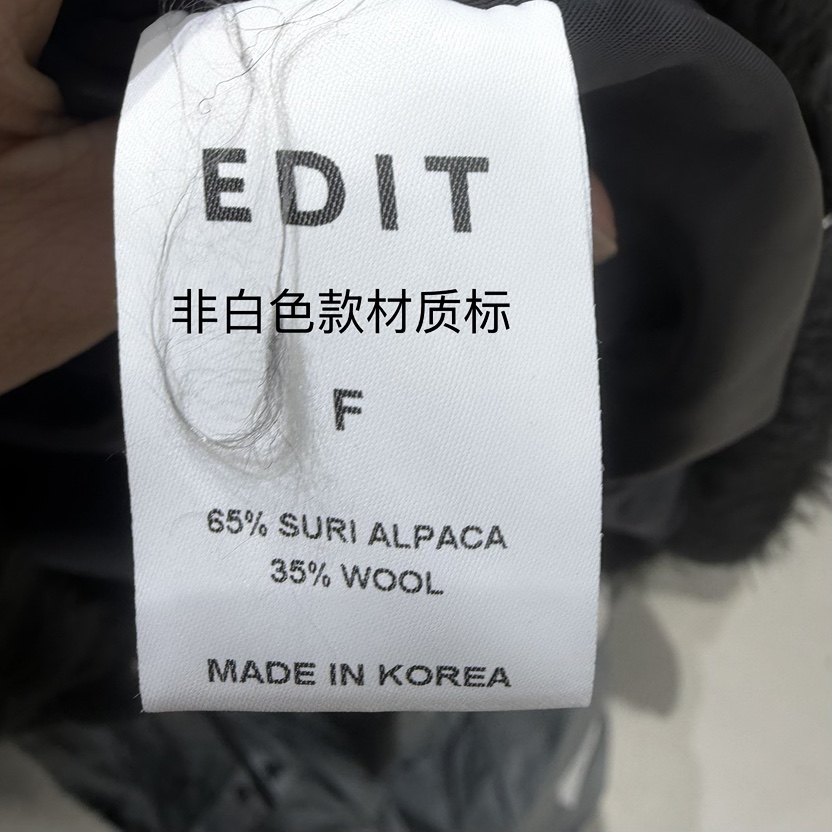 EDIT
非白色款材质标
F
65% SURI ALPACA
35% WOOL
MADE IN KOREA